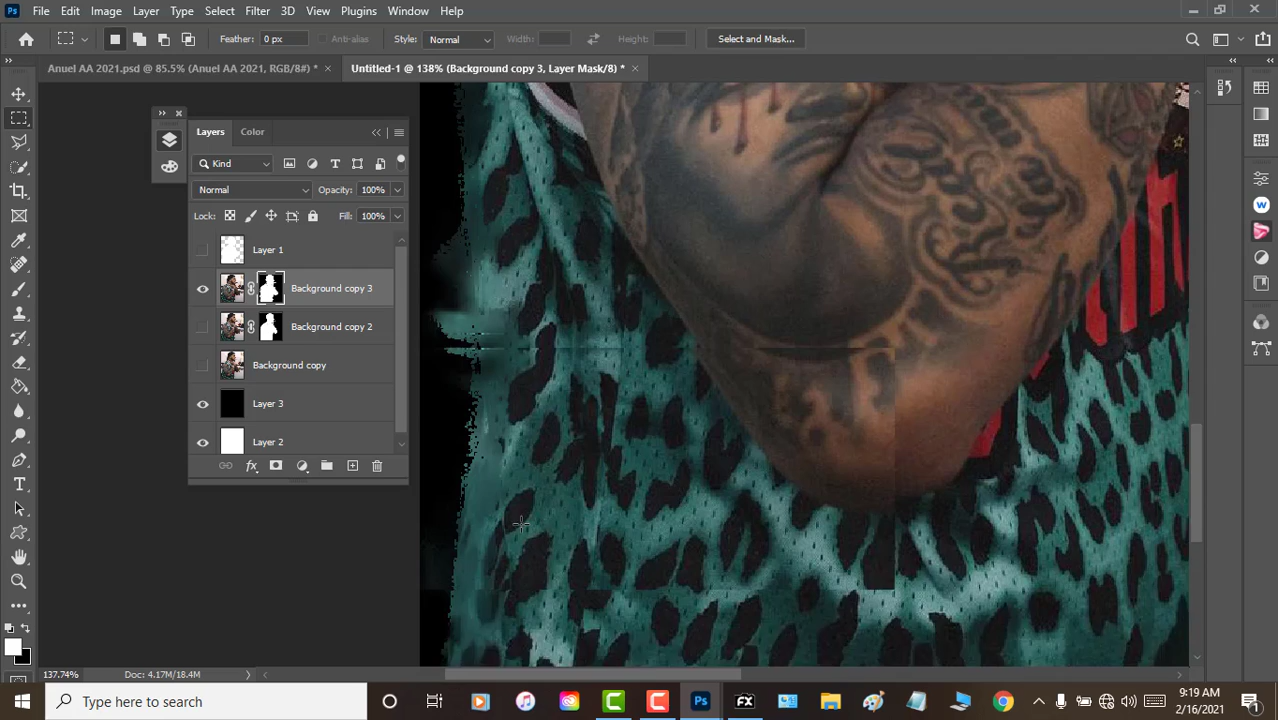 Ps File Edit Image Layer Type Select Filter 3D View Plugins Window Help
Feather: 0 px Anti-alias Style: Normal Width: Height: Select and Mask...
Anuel AA 2021.psd @ 85.5% (Anuel AA 2021, RGB/8#) * Untitled-1 @ 138% (Background copy 3, Layer Mask/8) *
Layers Color
Kind
Normal Opacity: 100%
Lock: Fill: 100%
Layer 1
Background copy 3
Background copy 2
Background copy
Layer 3
Layer 2
fx
137.74% Doc: 4.17M/18.4M
Type here to search
Ps FX
9:19 AM
2/16/2021